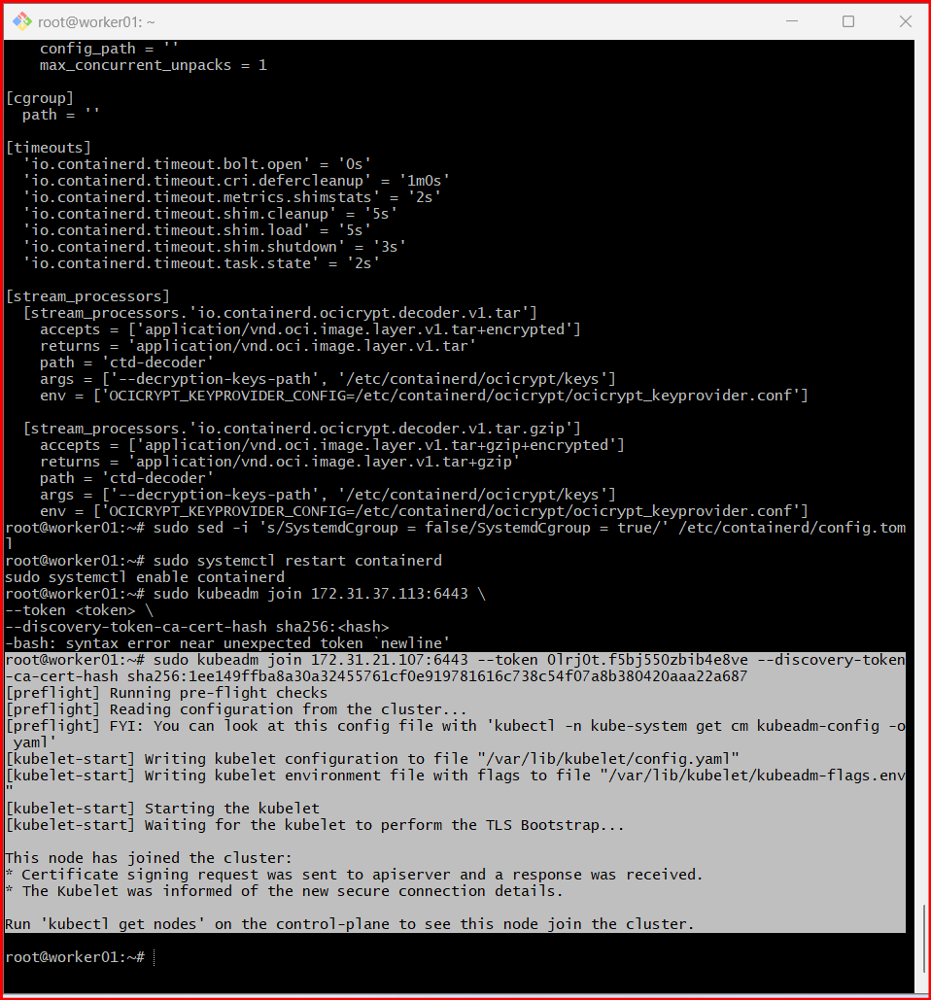 root@worker01: ~
config_path = ''
max_concurrent_unpacks = 1
[cgroup]
path = ''
[timeouts]
'io.containerd.timeout.bolt.open' = '0s'
'io.containerd.timeout.cri.defercleanup' = '1m0s'
'io.containerd.timeout.metrics.shimstats' = '2s'
'io.containerd.timeout.shim.cleanup' = '5s'
'io.containerd.timeout.shim.load' = '5s'
'io.containerd.timeout.shim.shutdown' = '3s'
'io.containerd.timeout.task.state' = '2s'
[stream_processors]
[stream_processors.'io.containerd.ocicrypt.decoder.v1.tar']
accepts = ['application/vnd.oci.image.layer.v1.tar+encrypted']
returns = 'application/vnd.oci.image.layer.v1.tar'
path = 'ctd-decoder'
args = ['--decryption-keys-path', '/etc/containerd/ocicrypt/keys']
env = ['OCICRYPT_KEYPROVIDER_CONFIG=/etc/containerd/ocicrypt/ocicrypt_keyprovider.conf']
[stream_processors.'io.containerd.ocicrypt.decoder.v1.tar.gzip']
accepts = ['application/vnd.oci.image.layer.v1.tar+gzip+encrypted']
returns = 'application/vnd.oci.image.layer.v1.tar+gzip'
path = 'ctd-decoder'
args = ['--decryption-keys-path', '/etc/containerd/ocicrypt/keys']
env = ['OCICRYPT_KEYPROVIDER_CONFIG=/etc/containerd/ocicrypt/ocicrypt_keyprovider.conf']
root@worker01:~# sudo sed -i 's/SystemdCgroup = false/SystemdCgroup = true/' /etc/containerd/config.tom
l
root@worker01:~# sudo systemctl restart containerd
sudo systemctl enable containerd
root@worker01:~# sudo kubeadm join 172.31.37.113:6443 \
--token <token> \
--discovery-token-ca-cert-hash sha256:<hash>
-bash: syntax error near unexpected token `newline'
root@worker01:~# sudo kubeadm join 172.31.21.107:6443 --token 0lrj0t.f5bj550zbib4e8ve --discovery-token
-ca-cert-hash sha256:1ee149ffba8a30a32455761cf0e919781616c738c54f07a8b380420aaa22a687
[preflight] Running pre-flight checks
[preflight] Reading configuration from the cluster...
[preflight] FYI: You can look at this config file with 'kubectl -n kube-system get cm kubeadm-config -o
yaml'
[kubelet-start] Writing kubelet configuration to file "/var/lib/kubelet/config.yaml"
[kubelet-start] Writing kubelet environment file with flags to file "/var/lib/kubelet/kubeadm-flags.env
"
[kubelet-start] Starting the kubelet
[kubelet-start] Waiting for the kubelet to perform the TLS Bootstrap...
This node has joined the cluster:
* Certificate signing request was sent to apiserver and a response was received.
* The Kubelet was informed of the new secure connection details.
Run 'kubectl get nodes' on the control-plane to see this node join the cluster.
root@worker01:~#